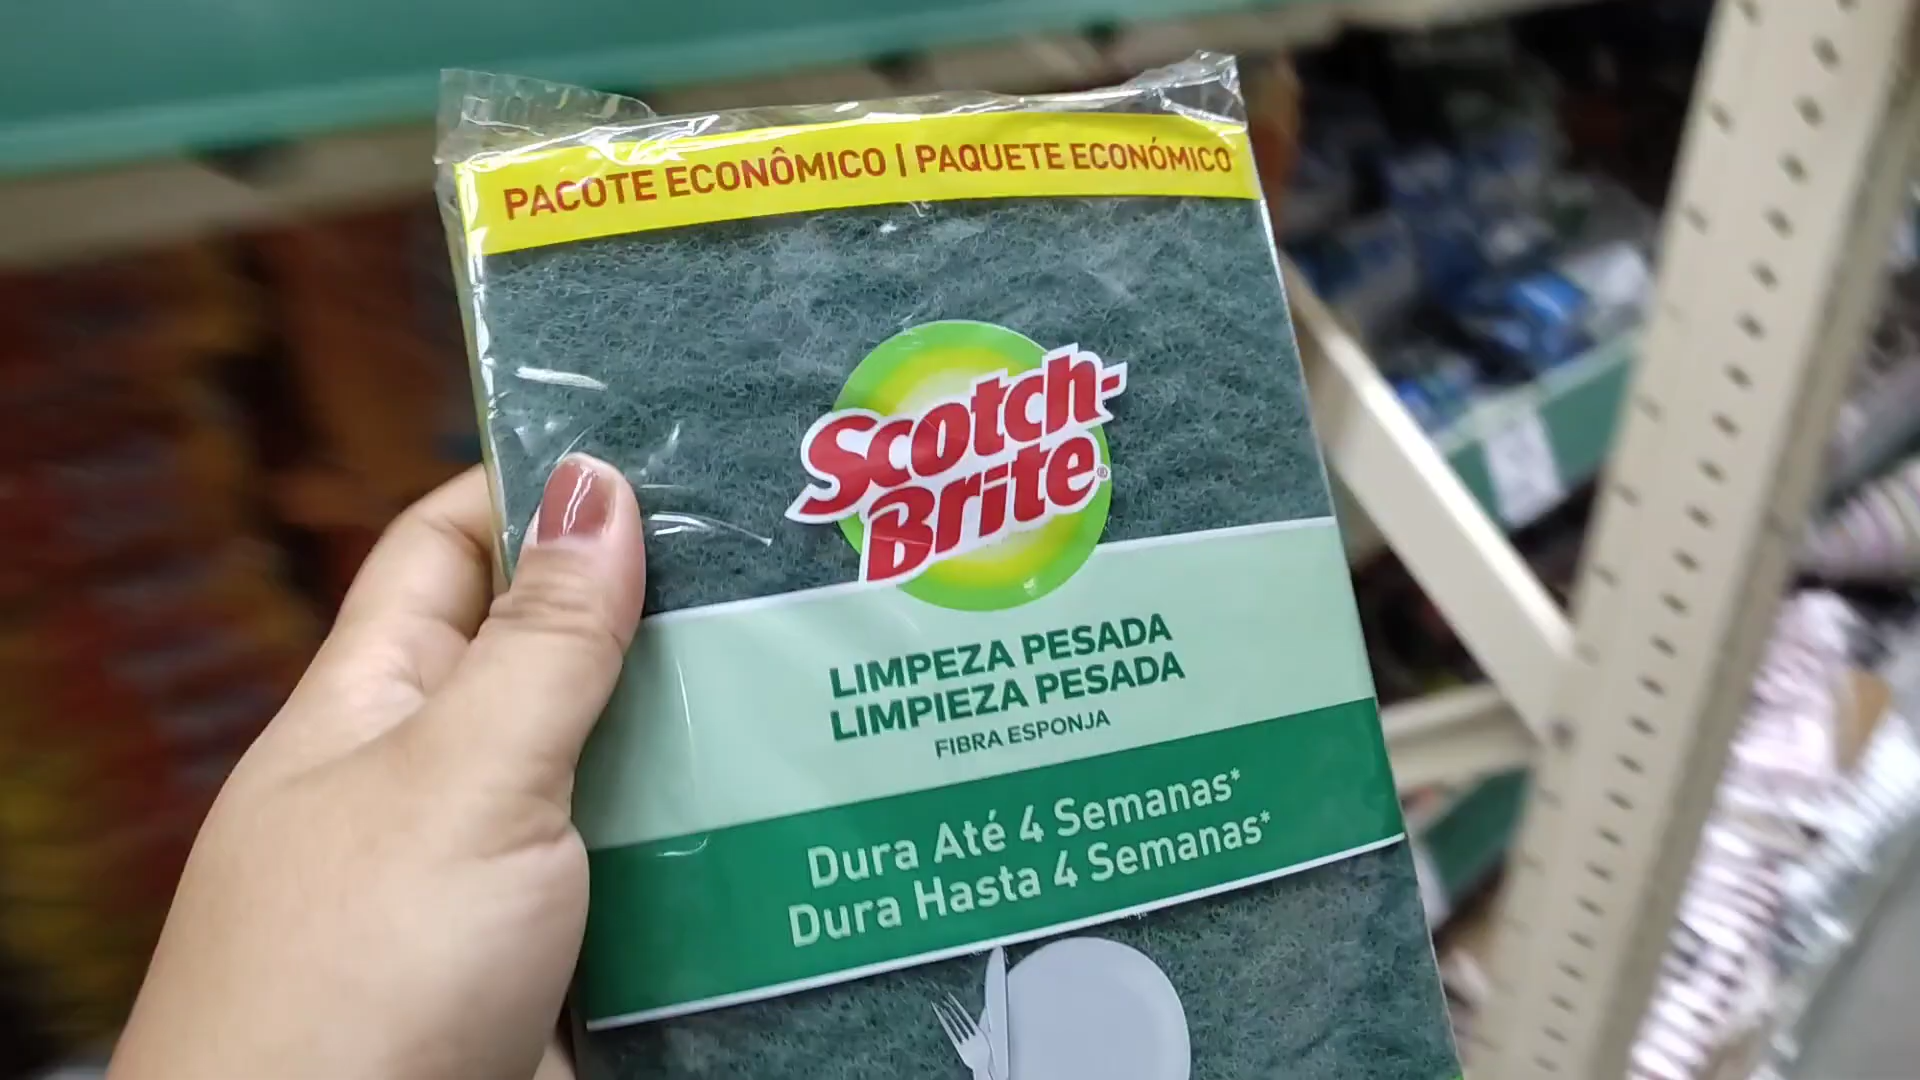 PACOTE ECONÔMICO | PAQUETE ECONÓMICO
Scotch-
Brite®
LIMPEZA PESADA
LIMPIEZA PESADA
FIBRA ESPONJA
Dura Até 4 Semanas*
Dura Hasta 4 Semanas*